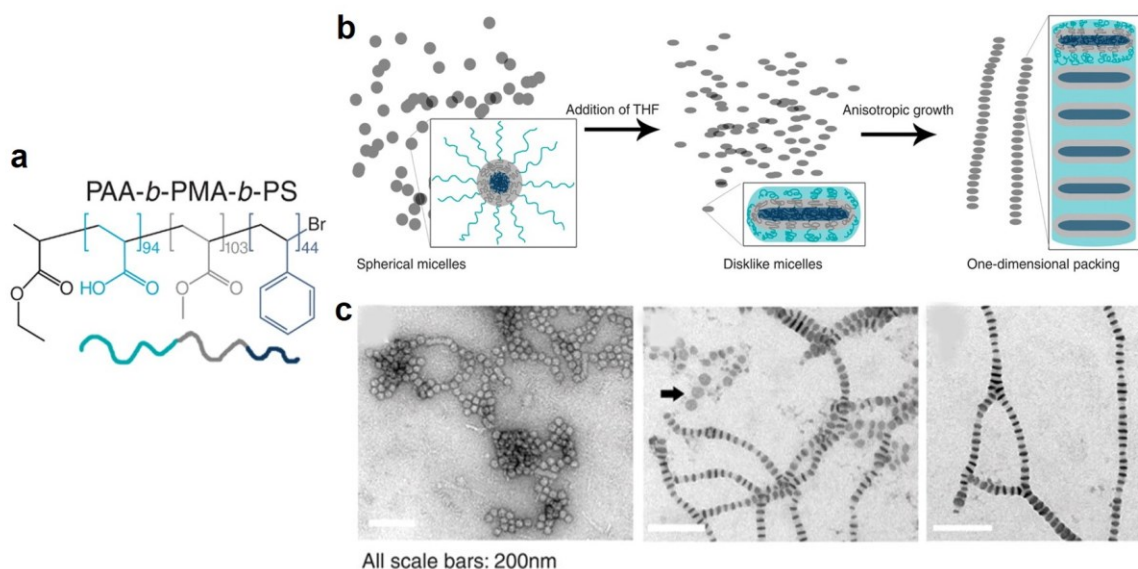 a
PAA-b-PMA-b-PS
Br
94
103
44
HO
O
O
O
O
O
b
Addition of THF
Anisotropic growth
Spherical micelles
Disklike micelles
One-dimensional packing
c
All scale bars: 200nm